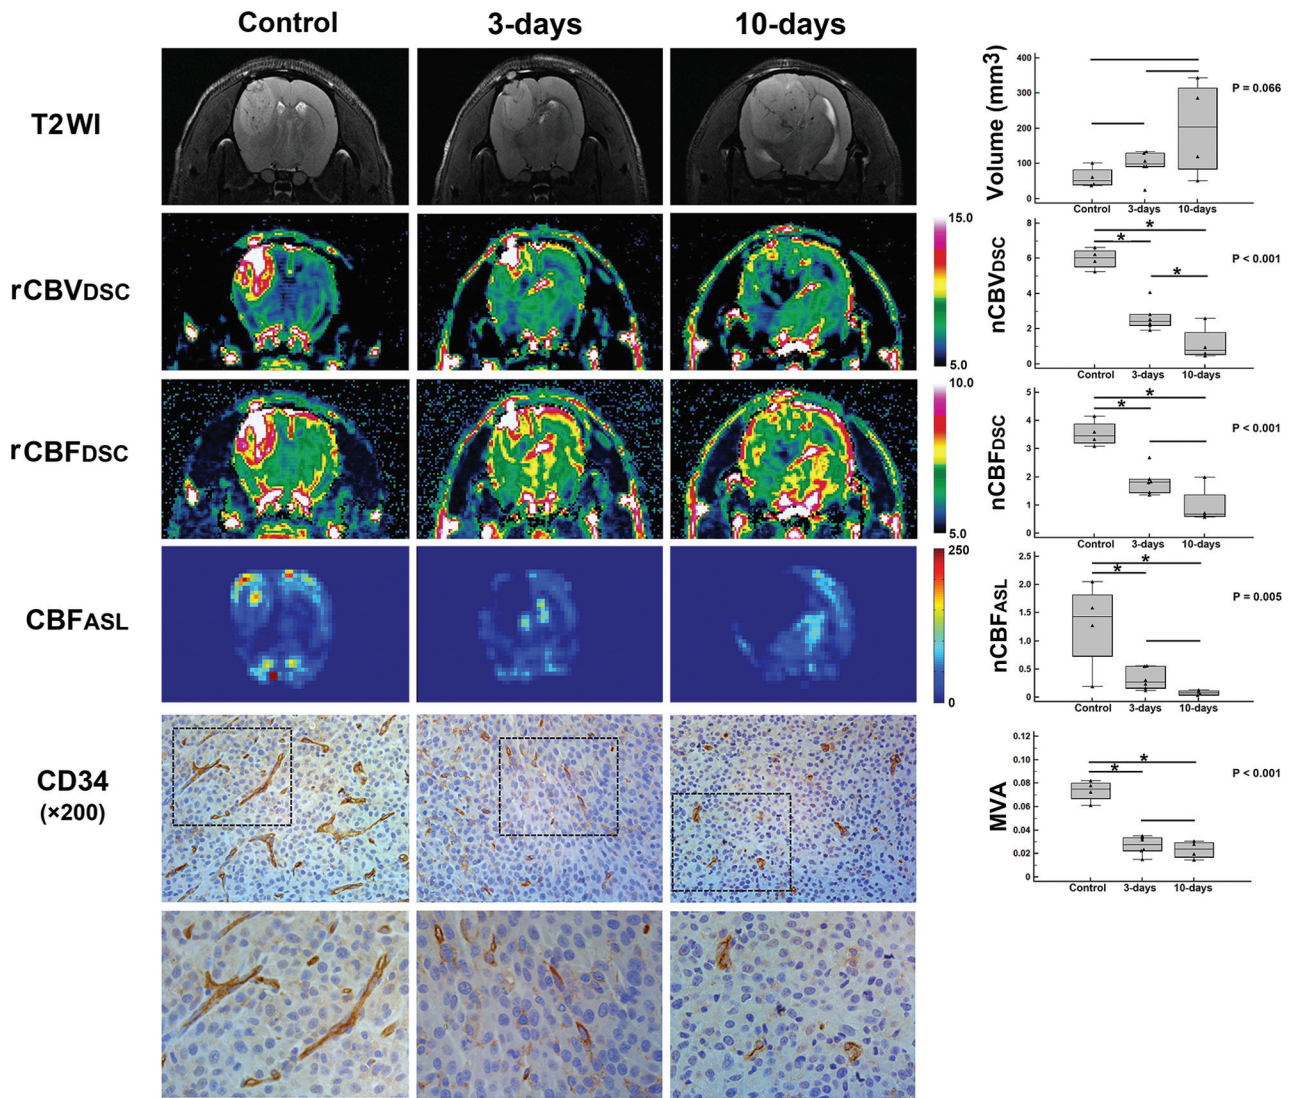 Control 3-days 10-days
T2WI
rCBVDSC
15.0
5.0
rCBFDSC
10.0
5.0
CBFASL
250
0
CD34
(×200)
Volume (mm3)
400
300
200
100
0
P = 0.066
Control 3-days 10-days
nCBVDSC
8
6
4
2
0
* 
*
*
P < 0.001
Control 3-days 10-days
nCBFDSC
5
4
3
2
1
0
*
*
P < 0.001
Control 3-days 10-days
nCBFASL
2.5
2.0
1.5
1.0
0.5
0
*
*
P = 0.005
Control 3-days 10-days
MVA
0.12
0.10
0.08
0.06
0.04
0.02
0
*
*
P < 0.001
Control 3-days 10-days